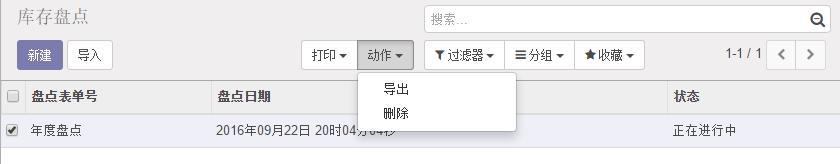 库存盘点
搜索...
新建 导入 打印 动作 过滤器 分组 收藏 1-1 / 1
导出
删除
盘点表单号 盘点日期 状态
年度盘点 2016年09月22日 20时04分04秒 正在进行中